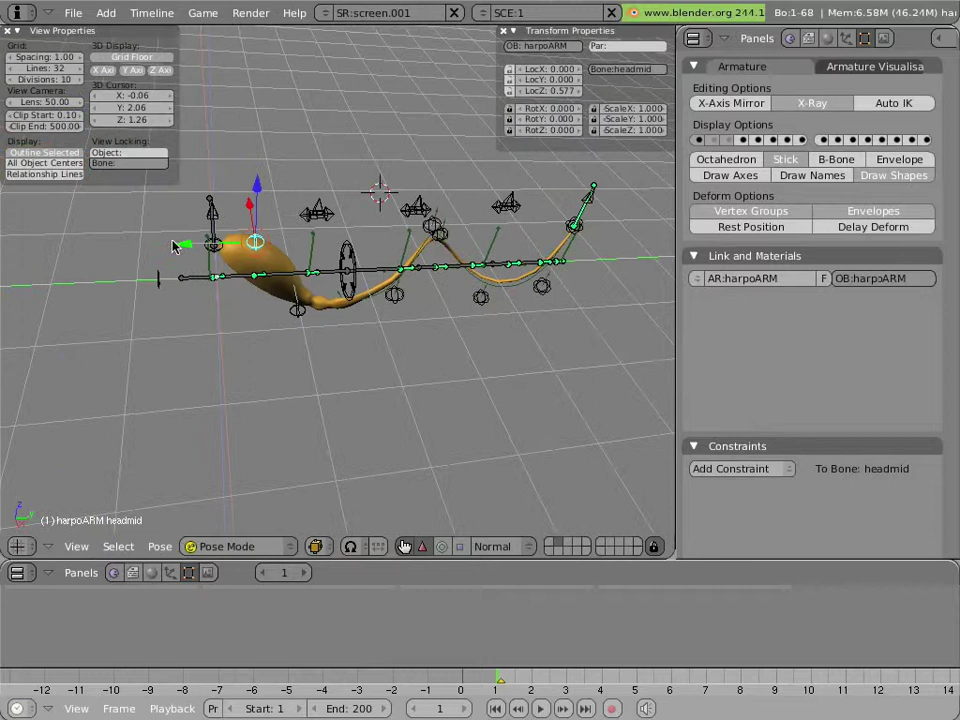 File Add Timeline Game Render Help SR:screen.001 SCE:1 www.blender.org 244.1 Bo:1-68 | Mem:6.58M (46.24M)
View Properties
Grid:
Spacing: 1.00
Lines: 32
Divisions: 10
View Camera:
Lens: 50.00
Clip Start: 0.10
Clip End: 500.00
Display:
Outline Selected
All Object Centers
Relationship Lines
3D Display:
Grid Floor
X Axi Y Axi Z Axi
3D Cursor:
X: -0.06
Y: 2.06
Z: 1.26
View Locking:
Object:
Bone:
Transform Properties
OB: harpoARM Par:
Bone:headmid
LocX: 0.000
LocY: 0.000
LocZ: 0.577
RotX: 0.000 ScaleX: 1.000
RotY: 0.000 ScaleY: 1.000
RotZ: 0.000 ScaleZ: 1.000
Panels
Armature Armature Visualisa
Editing Options
X-Axis Mirror X-Ray Auto IK
Display Options
Octahedron Stick B-Bone Envelope
Draw Axes Draw Names Draw Shapes
Deform Options
Vertex Groups Envelopes
Rest Position Delay Deform
Link and Materials
AR:harpoARM F OB:harpoARM
Constraints
Add Constraint To Bone: headmid
z
y
(1) harpoARM headmid
View Select Pose Pose Mode Normal
Panels 1
-12 -11 -10 -9 -8 -7 -6 -5 -4 -3 -2 -1 0 1 2 3 4 5 6 7 8 9 10 11 12 13 14
View Frame Playback Pr Start: 1 End: 200 1